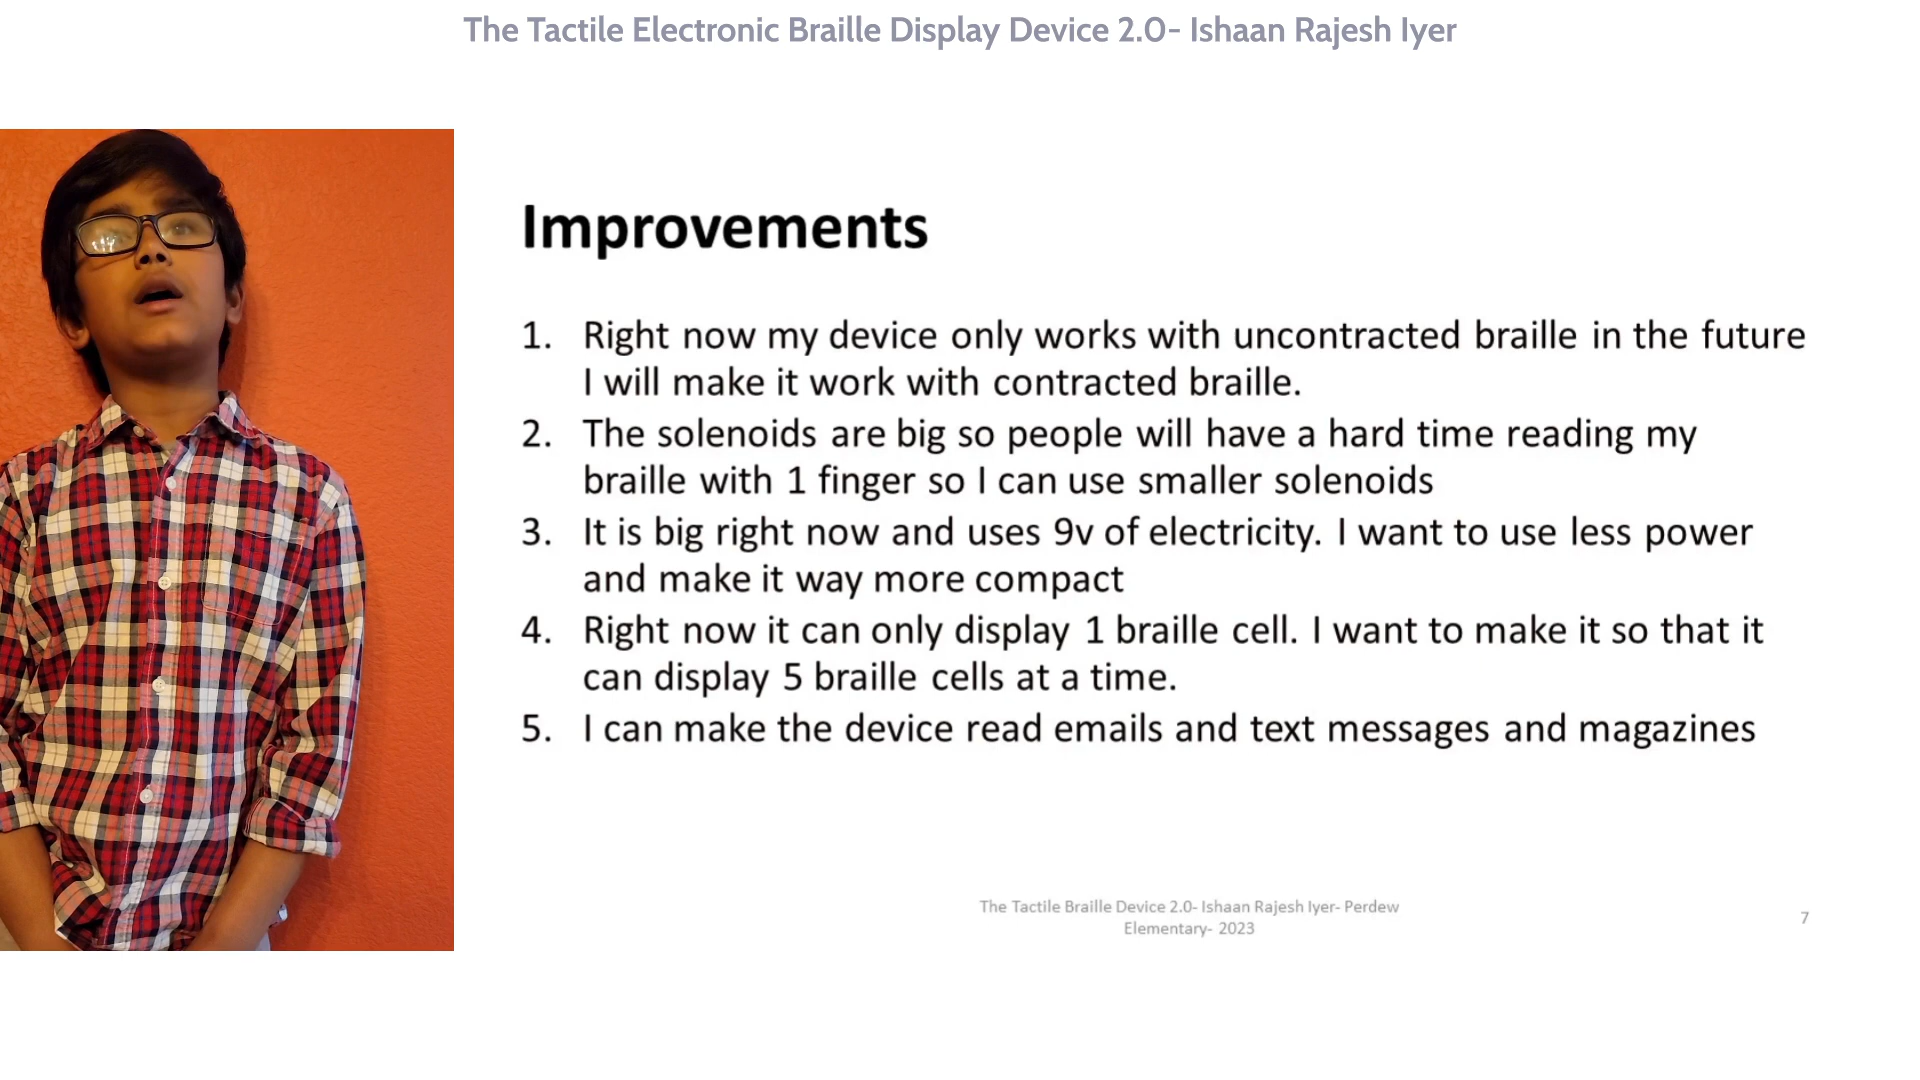 The Tactile Electronic Braille Display Device 2.0- Ishaan Rajesh Iyer
Improvements
1. Right now my device only works with uncontracted braille in the future
I will make it work with contracted braille.
2. The solenoids are big so people will have a hard time reading my
braille with 1 finger so I can use smaller solenoids
3. It is big right now and uses 9v of electricity. I want to use less power
and make it way more compact
4. Right now it can only display 1 braille cell. I want to make it so that it
can display 5 braille cells at a time.
5. I can make the device read emails and text messages and magazines
The Tactile Braille Device 2.0- Ishaan Rajesh Iyer- Perdew
Elementary- 2023
7